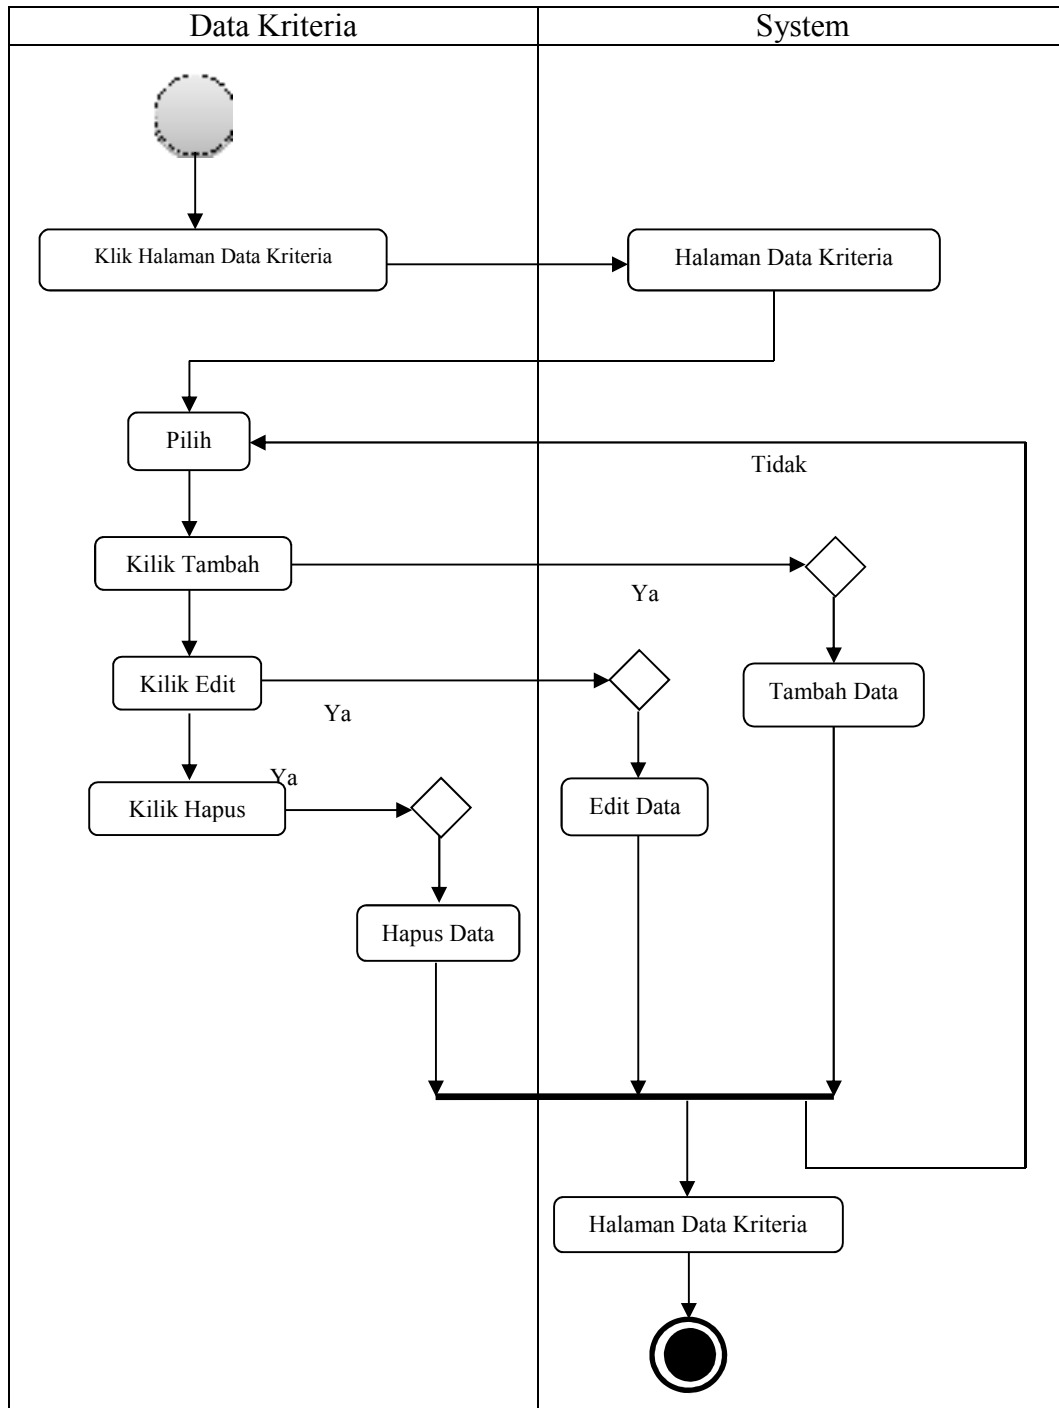 Data Kriteria
System
Klik Halaman Data Kriteria
Halaman Data Kriteria
Pilih
Tidak
Kilik Tambah
Ya
Kilik Edit
Ya
Tambah Data
Ya
Kilik Hapus
Edit Data
Hapus Data
Halaman Data Kriteria